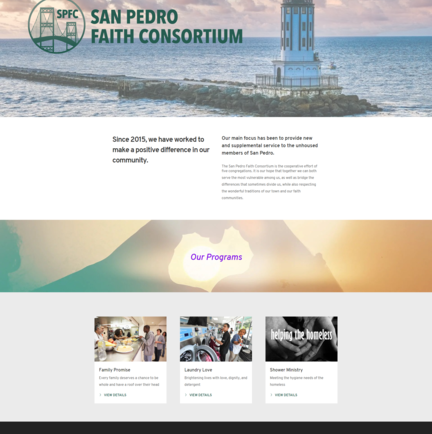 SPFC
SAN PEDRO
FAITH CONSORTIUM
Since 2015, we have worked to
make a positive difference in our
community.
Our main focus has been to provide new
and supplemental service to the unhoused
members of San Pedro.
The San Pedro Faith Consortium is the cooperative effort of
five congregations. It is our hope that together we can both
serve the most vulnerable among us, as well as bridge the
differences that sometimes divide us, while also respecting
the wonderful traditions of our town and our faith
communities.
Our Programs
helping the homeless
Family Promise
Every family deserves a chance to be
whole and have a roof over their head
VIEW DETAILS
Laundry Love
Brightening lives with love, dignity, and
detergent
VIEW DETAILS
Shower Ministry
Meeting the hygiene needs of the
homeless
VIEW DETAILS